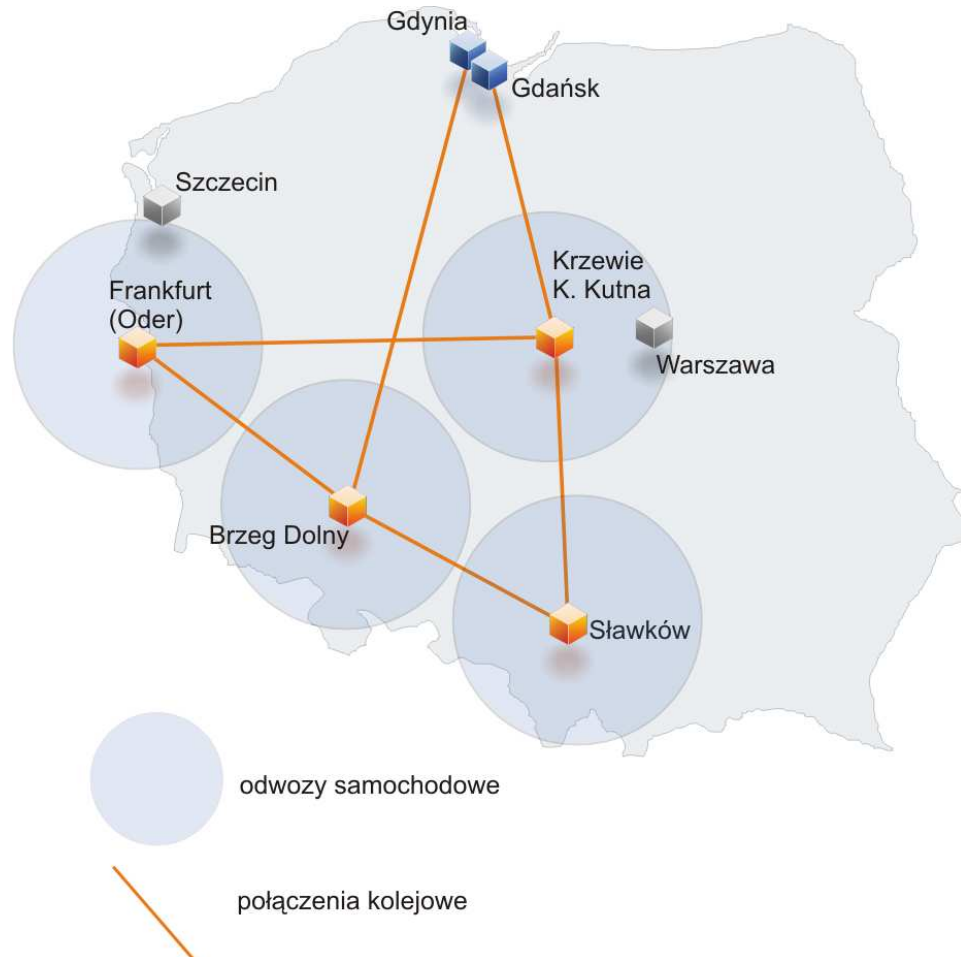 Gdynia
Gdańsk
Szczecin
Krzewie
K. Kutna
Frankfurt
(Oder)
Warszawa
Brzeg Dolny
Sławków
odwozy samochodowe
połączenia kolejowe